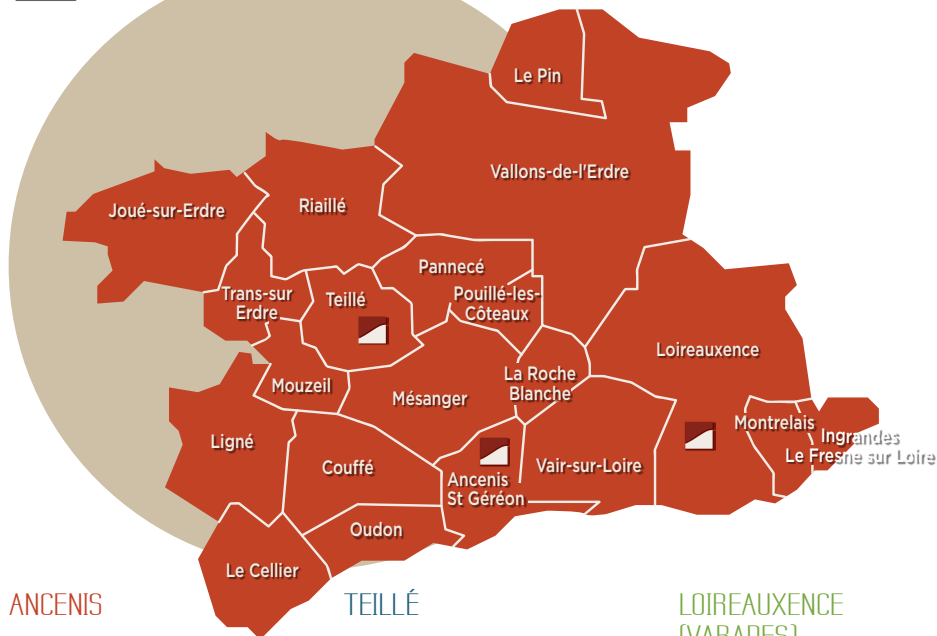 Le Pin
Vallons-de-l'Erdre
Joué-sur-Erdre
Riaillé
Pannecé
Trans-sur
Erdre
Teillé
Pouillé-les-
Côteaux
Loireauxence
La Roche
Blanche
Mouzeil
Mésanger
Montrelais
Ingrandes
Le Fresne sur Loire
Ligné
Couffé
Vair-sur-Loire
Ancenis
St Géréon
Oudon
Le Cellier
ANCENIS
TEILLÉ
LOIREAUXENCE
(VARADES)